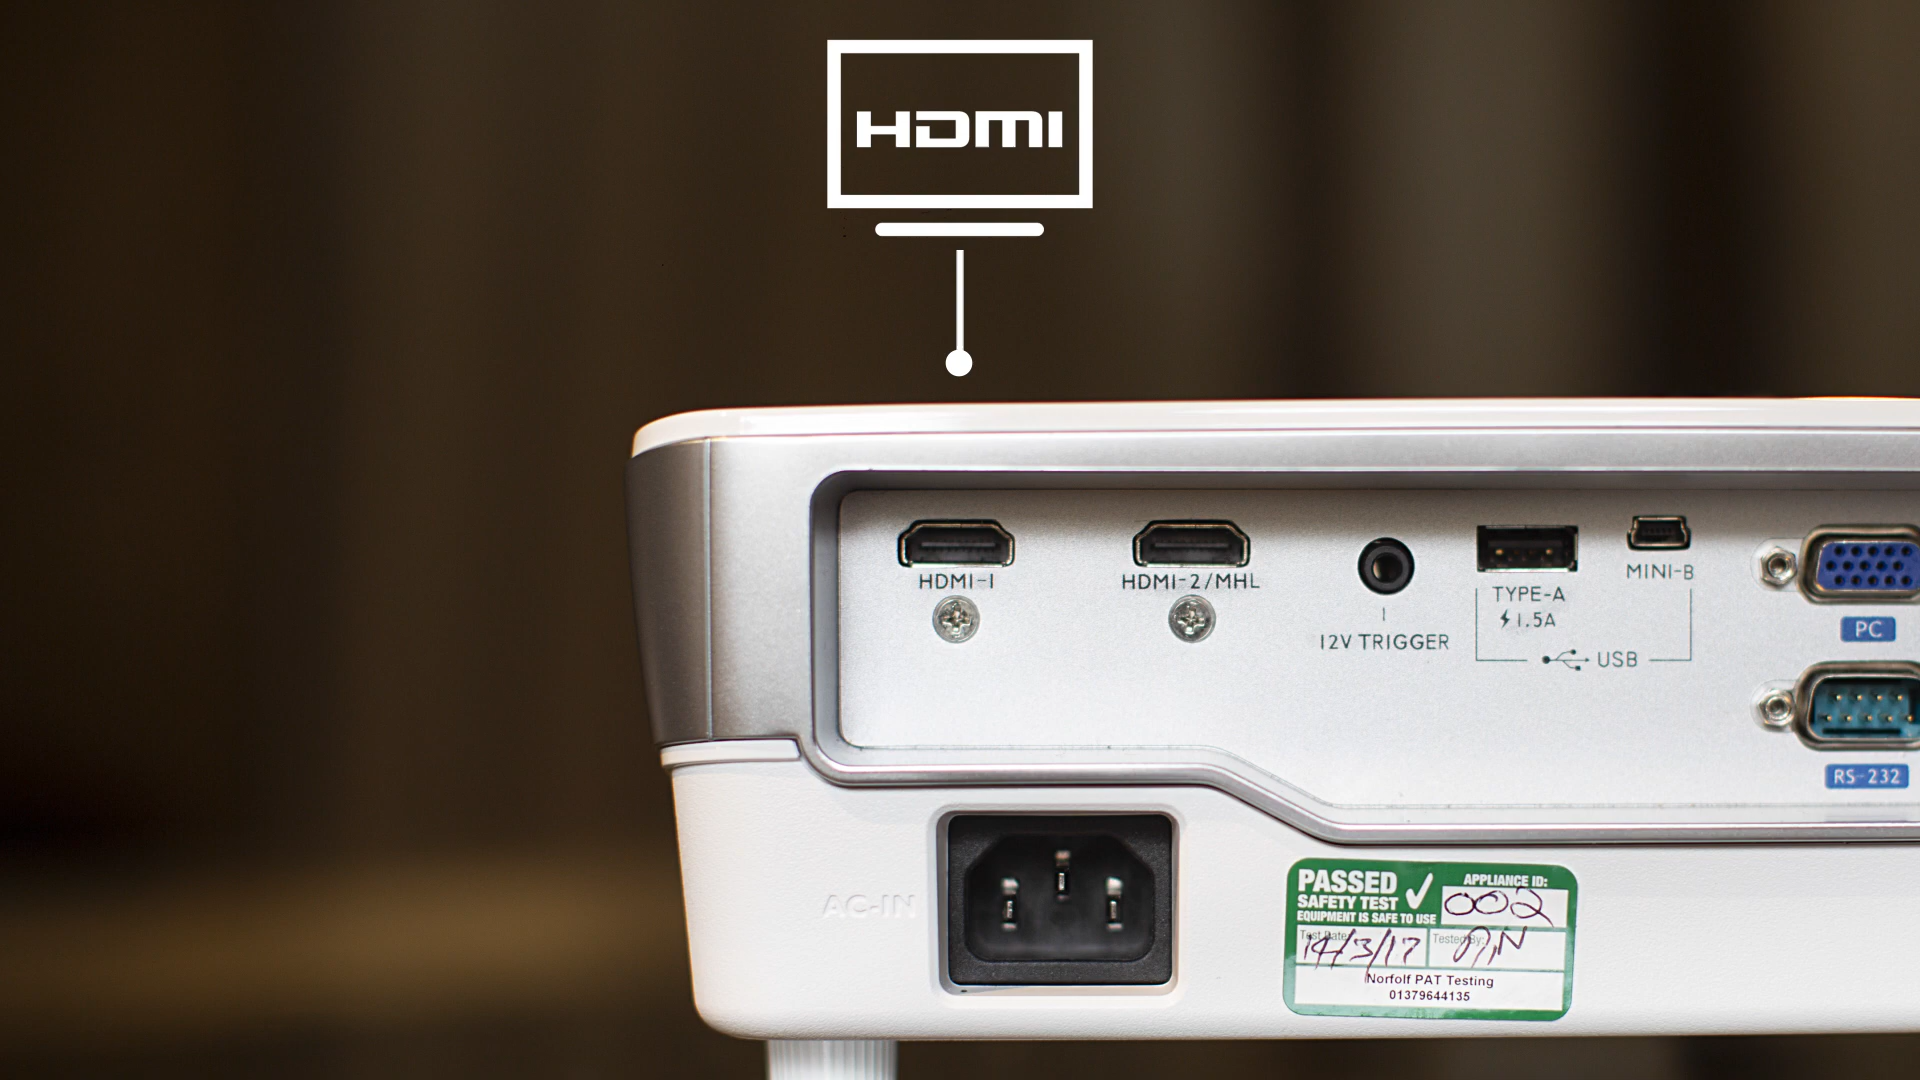 HDMI
HDMI-1
HDMI-2/MHL
12V TRIGGER
TYPE-A
1.5A
MINI-B
USB
PC
RS-232
AC-IN
PASSED
SAFETY TEST
EQUIPMENT IS SAFE TO USE
APPLIANCE ID:
002
Test Date:
14/3/17
Tested By:
Norfolf PAT Testing
01379644135